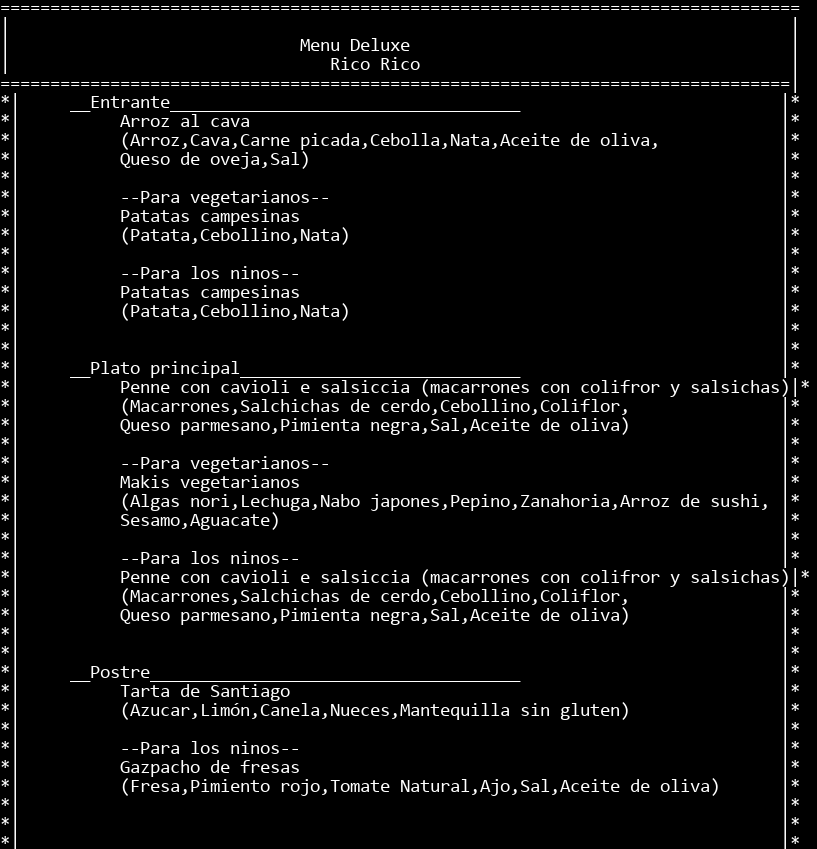 ================================================================================
|                                                                              |
|                             Menu Deluxe                                      |
|                                Rico Rico                                     |
===============================================================================|
*|     __Entrante___________________________________                          |*
*|          Arroz al cava                                                     |*
*|          (Arroz,Cava,Carne picada,Cebolla,Nata,Aceite de oliva,            |*
*|          Queso de oveja,Sal)                                               |*
*|                                                                            |*
*|          --Para vegetarianos--                                             |*
*|          Patatas campesinas                                                |*
*|          (Patata,Cebollino,Nata)                                           |*
*|                                                                            |*
*|          --Para los ninos--                                                |*
*|          Patatas campesinas                                                |*
*|          (Patata,Cebollino,Nata)                                           |*
*|                                                                            |*
*|                                                                            |*
*|     __Plato principal____________________________                          |*
*|          Penne con cavioli e salsiccia (macarrones con colifror y salsichas)|*
*|          (Macarrones,Salchichas de cerdo,Cebollino,Coliflor,               |*
*|          Queso parmesano,Pimienta negra,Sal,Aceite de oliva)               |*
*|                                                                            |*
*|          --Para vegetarianos--                                             |*
*|          Makis vegetarianos                                                |*
*|          (Algas nori,Lechuga,Nabo japones,Pepino,Zanahoria,Arroz de sushi, |*
*|          Sesamo,Aguacate)                                                  |*
*|                                                                            |*
*|          --Para los ninos--                                                |*
*|          Penne con cavioli e salsiccia (macarrones con colifror y salsichas)|*
*|          (Macarrones,Salchichas de cerdo,Cebollino,Coliflor,               |*
*|          Queso parmesano,Pimienta negra,Sal,Aceite de oliva)               |*
*|                                                                            |*
*|                                                                            |*
*|     __Postre_____________________________________                          |*
*|          Tarta de Santiago                                                 |*
*|          (Azucar,Limón,Canela,Nueces,Mantequilla sin gluten)               |*
*|                                                                            |*
*|          --Para los ninos--                                                |*
*|          Gazpacho de fresas                                                |*
*|          (Fresa,Pimiento rojo,Tomate Natural,Ajo,Sal,Aceite de oliva)      |*
*|                                                                            |*
*|                                                                            |*
*|                                                                            |*